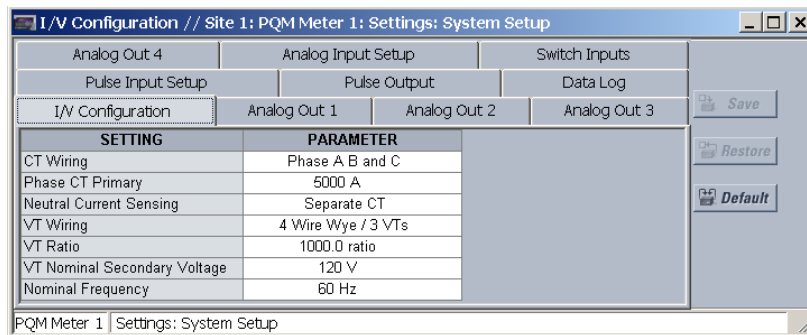 I/V Configuration // Site 1: PQM Meter 1: Settings: System Setup
Analog Out 4 Analog Input Setup Switch Inputs
Pulse Input Setup Pulse Output Data Log
I/V Configuration Analog Out 1 Analog Out 2 Analog Out 3
SETTING PARAMETER
CT Wiring Phase A B and C
Phase CT Primary 5000 A
Neutral Current Sensing Separate CT
VT Wiring 4 Wire Wye / 3 VTs
VT Ratio 1000.0 ratio
VT Nominal Secondary Voltage 120 V
Nominal Frequency 60 Hz
Save
Restore
Default
PQM Meter 1 Settings: System Setup